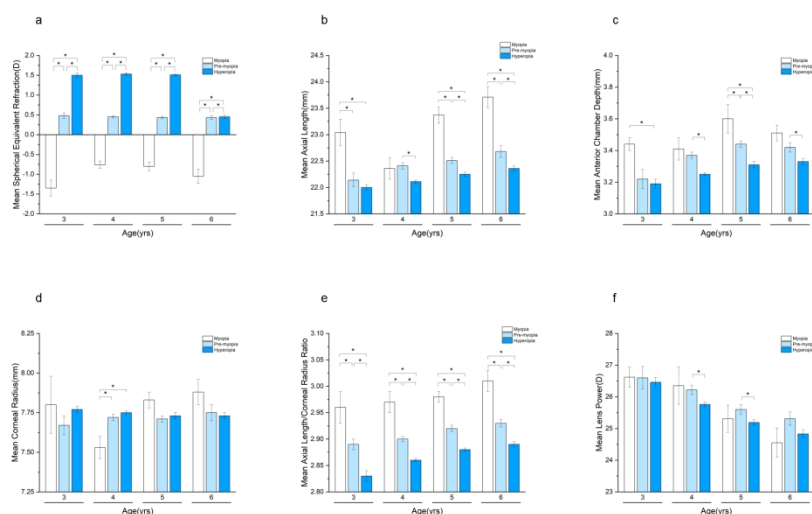 a
Mean Spherical Equivalent Refraction(D)
2.0
1.5
1.0
0.5
0.0
-0.5
-1.0
-1.5
-2.0
* * * * * * * * * * * *
Myopia
Pre-myopia
Hyperopia
3 4 5 6
Age(yrs)
b
Mean Axial Length(mm)
24.5
24.0
23.5
23.0
22.5
22.0
21.5
* * * * * * * * *
Myopia
Pre-myopia
Hyperopia
3 4 5 6
Age(yrs)
c
Mean Anterior Chamber Depth(mm)
3.8
3.6
3.4
3.2
3.0
* * * * * *
Myopia
Pre-myopia
Hyperopia
3 4 5 6
Age(yrs)
d
Mean Corneal Radius(mm)
8.25
8.00
7.75
7.50
7.25
* *
Myopia
Pre-myopia
Hyperopia
3 4 5 6
Age(yrs)
e
Mean Axial Length/Corneal Radius Ratio
3.10
3.05
3.00
2.95
2.90
2.85
2.80
* * * * * * * * * * * *
Myopia
Pre-myopia
Hyperopia
3 4 5 6
Age(yrs)
f
Mean Lens Power(D)
28
27
26
25
24
23
* *
Myopia
Pre-myopia
Hyperopia
3 4 5 6
Age(yrs)